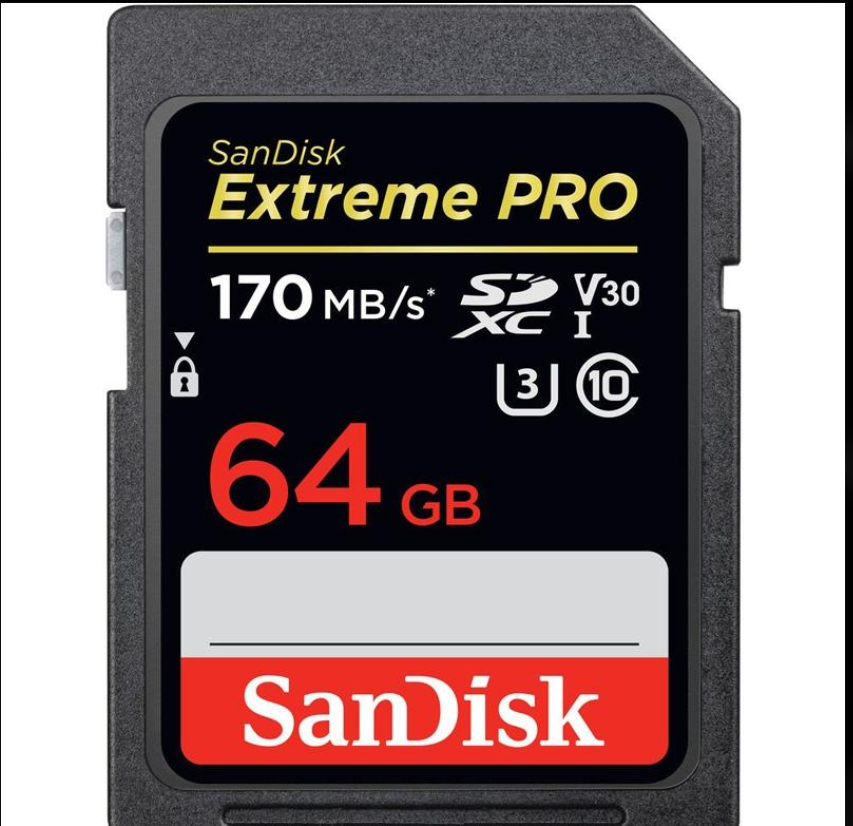 SanDisk
Extreme PRO
170 MB/s* SD XC V30 I
3 10
64 GB
SanDisk